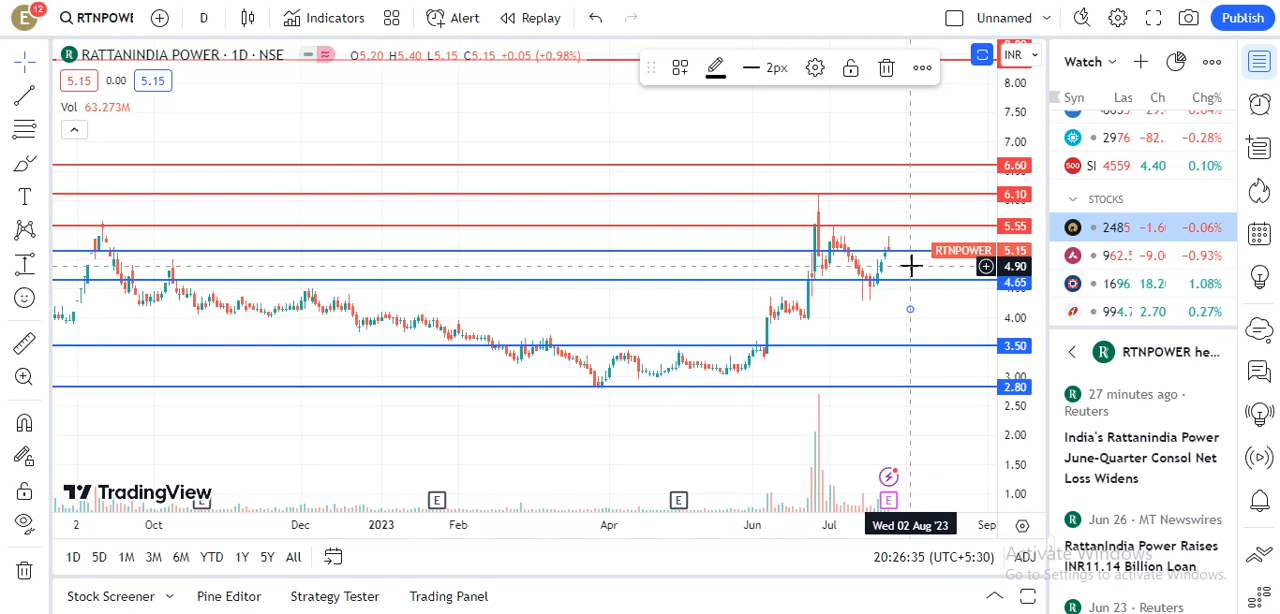 E 12 RTNPOWE D Indicators Alert Replay Unnamed Publish
R RATTANINDIA POWER · 1D · NSE O5.20 H5.40 L5.15 C5.15 +0.05 (+0.98%)
5.15 0.00 5.15
Vol 63.273M
2px
INR
8.00
7.50
7.00
6.60
6.10
5.55
RTNPOWER 5.15
4.90
4.65
4.00
3.50
3.00
2.80
2.50
2.00
1.50
1.00
TradingView
E E E E
2 Oct Dec 2023 Feb Apr Jun Jul Wed 02 Aug '23 Sep
1D 5D 1M 3M 6M YTD 1Y 5Y All 20:26:35 (UTC+5:30) ADJ
Stock Screener Pine Editor Strategy Tester Trading Panel
Watch
Syn Las Ch Chg%
2976 −82. −0.28%
500 SI 4559 4.40 0.10%
STOCKS
2485 −1.6 −0.06%
962.5 −9.0 −0.93%
1696 18.2 1.08%
994.7 2.70 0.27%
R RTNPOWER he...
R 27 minutes ago ·
Reuters
India's Rattanindia Power
June-Quarter Consol Net
Loss Widens
R Jun 26 · MT Newswires
RattanIndia Power Raises
INR11.14 Billion Loan
R Jun 23 · Reuters
Activate Windows
Go to Settings to activate Windows.